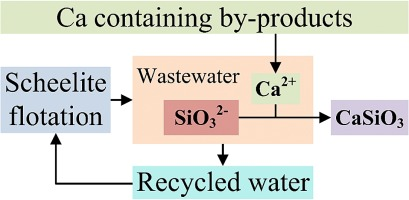 Ca containing by-products
Scheelite
flotation
Wastewater
Ca²⁺
SiO₃²⁻
CaSiO₃
Recycled water